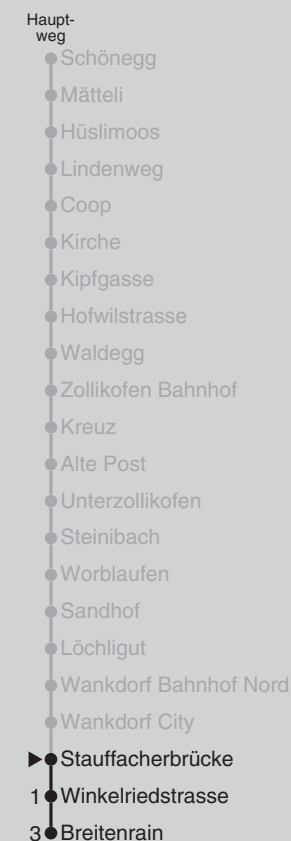 Haupt-
weg
Schönegg
Mätteli
Hüslimoos
Lindenweg
Coop
Kirche
Kipfgasse
Hofwilstrasse
Waldegg
Zollikofen Bahnhof
Kreuz
Alte Post
Unterzollikofen
Steinibach
Worblaufen
Sandhof
Löchligut
Wankdorf Bahnhof Nord
Wankdorf City
Stauffacherbrücke
1 Winkelriedstrasse
3 Breitenrain